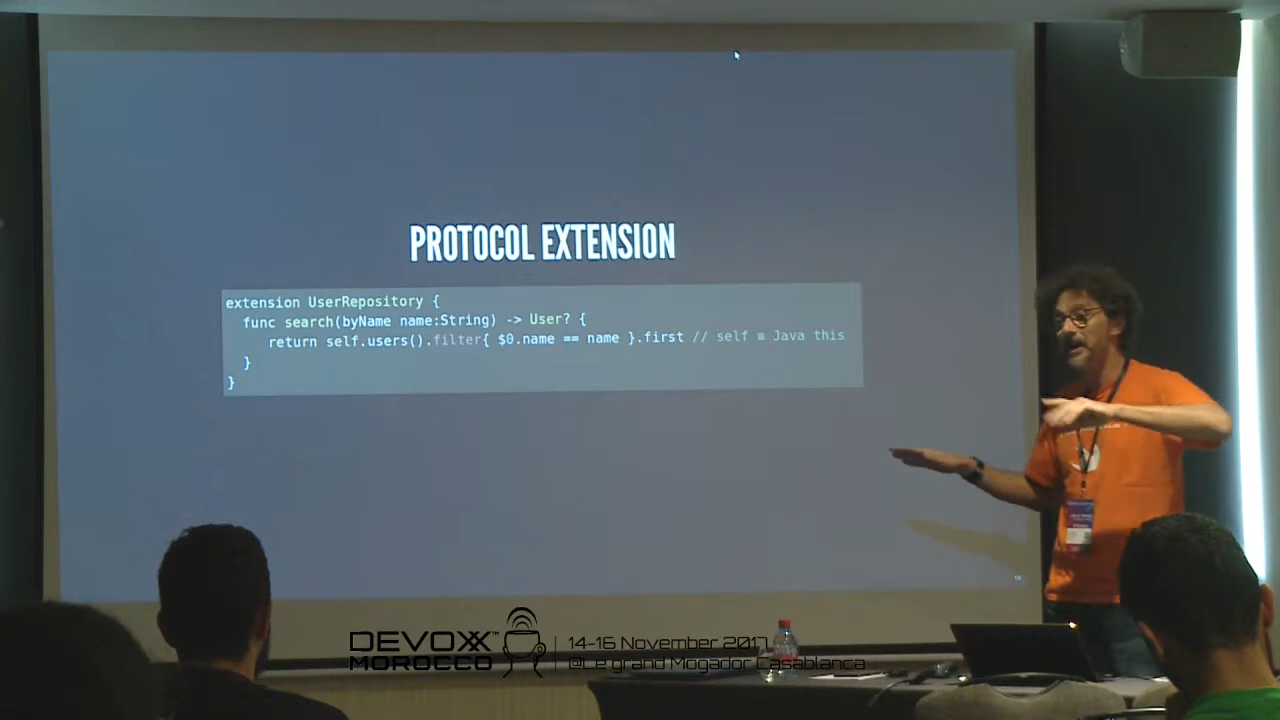 PROTOCOL EXTENSION
extension UserRepository {
func search(byName name:String) -> User? {
return self.users().filter{ $0.name == name }.first // self ≡ Java this
}
}
DEVOXX™
MOROCCO
14-16 November 2017
@Le grand Mogador Casablanca